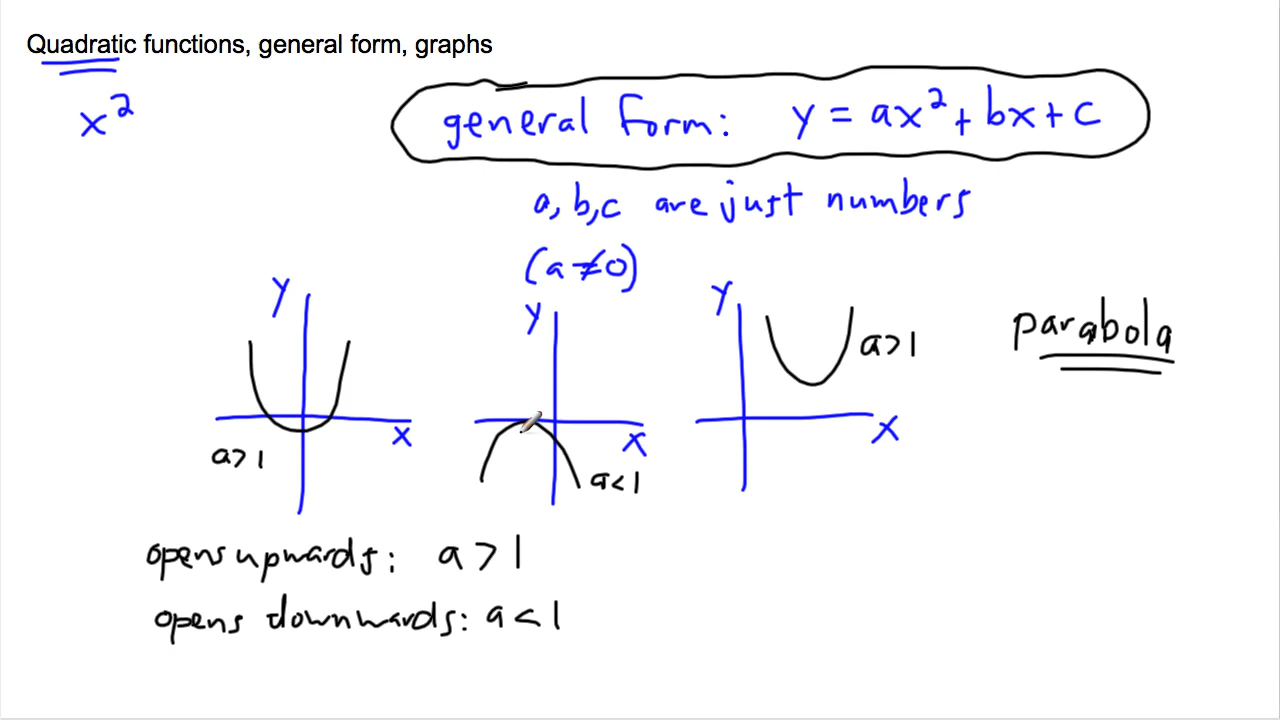 Quadratic functions, general form, graphs
x²
general form: y = ax² + bx + c
a, b, c are just numbers
(a ≠ 0)
y
y
y
parabola
a > 1
x
x
x
a > 1
a < 1
opens upwards: a > 1
opens downwards: a < 1